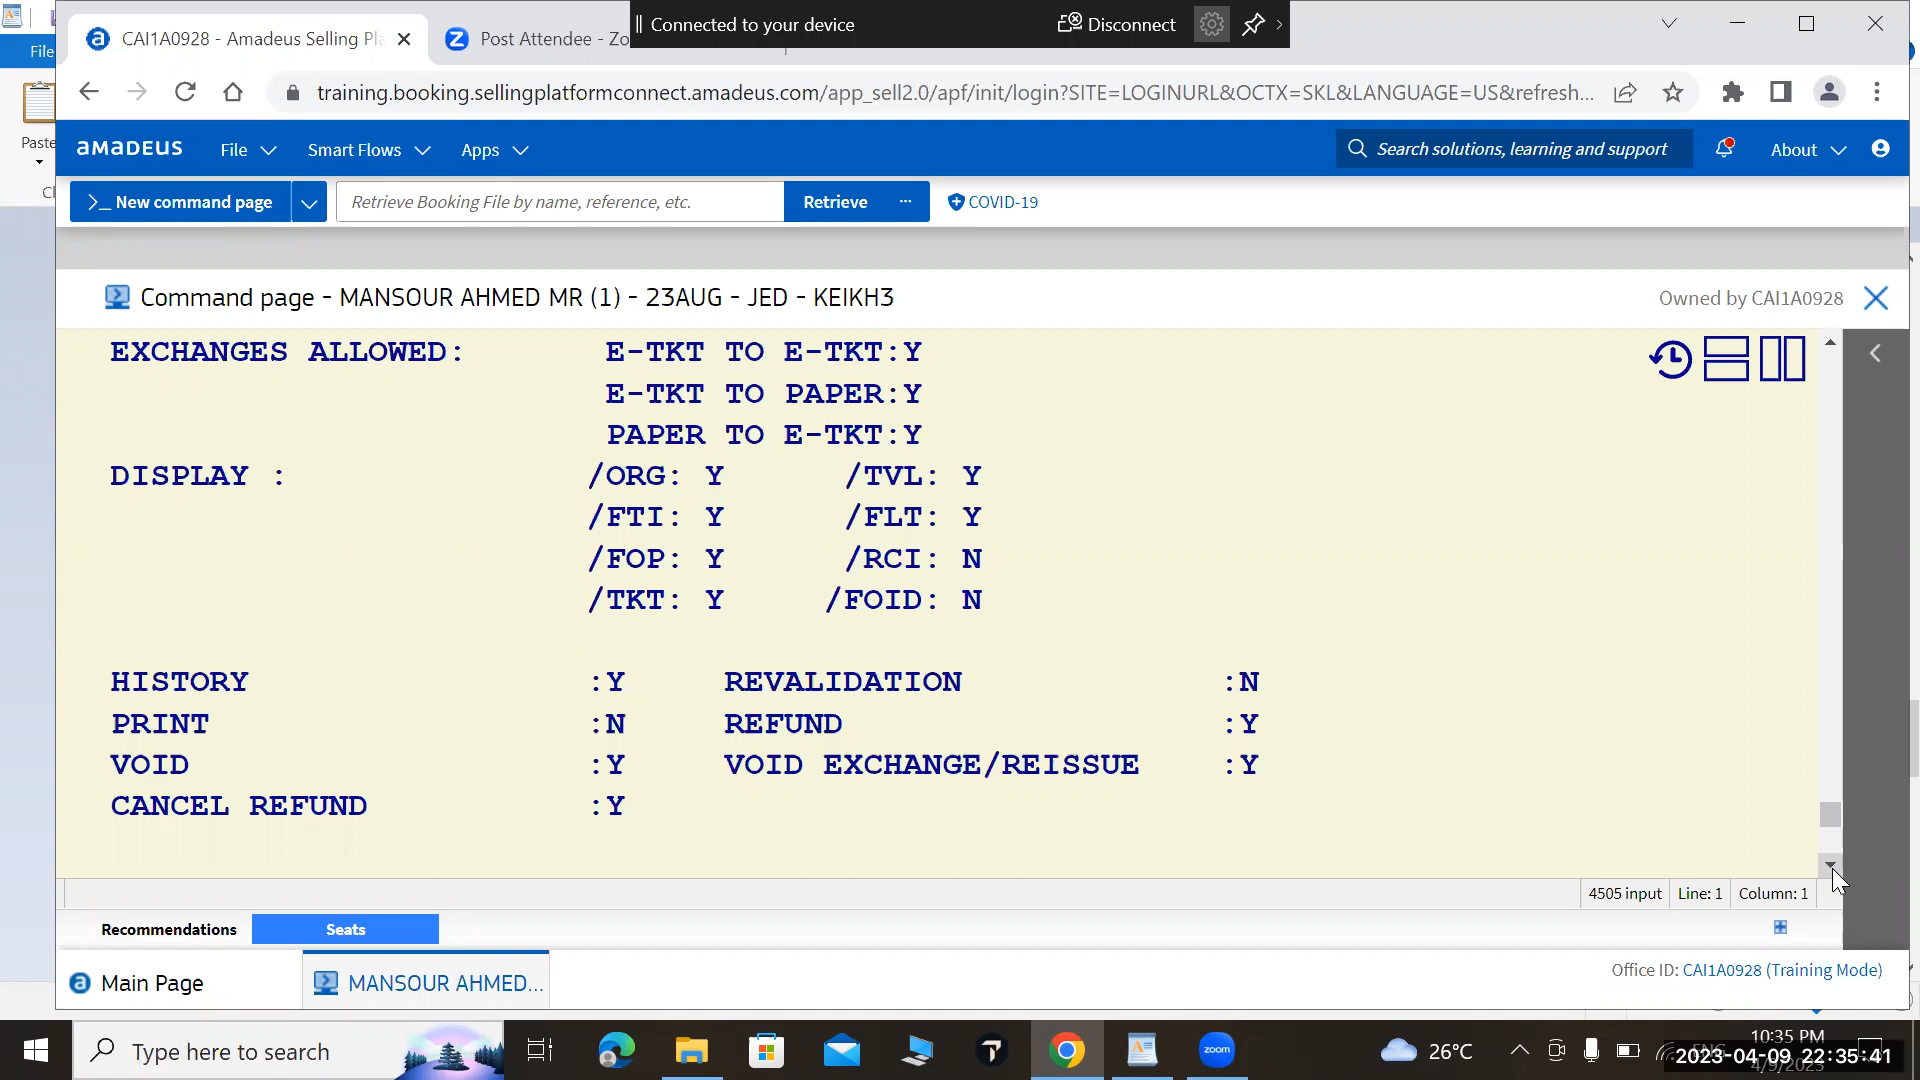 CAI1A0928 - Amadeus Selling Pla
Post Attendee - Zo
Connected to your device
Disconnect
File
training.booking.sellingplatformconnect.amadeus.com/app_sell2.0/apf/init/login?SITE=LOGINURL&OCTX=SKL&LANGUAGE=US&refresh...
Paste
amadeus
File
Smart Flows
Apps
Search solutions, learning and support
About
>_ New command page
Retrieve Booking File by name, reference, etc.
Retrieve
...
COVID-19
Command page - MANSOUR AHMED MR (1) - 23AUG - JED - KEIKH3
Owned by CAI1A0928
EXCHANGES ALLOWED: E-TKT TO E-TKT:Y
E-TKT TO PAPER:Y
PAPER TO E-TKT:Y
DISPLAY : /ORG: Y /TVL: Y
/FTI: Y /FLT: Y
/FOP: Y /RCI: N
/TKT: Y /FOID: N
HISTORY :Y REVALIDATION :N
PRINT :N REFUND :Y
VOID :Y VOID EXCHANGE/REISSUE :Y
CANCEL REFUND :Y
4505 input
Line: 1
Column: 1
Recommendations
Seats
Main Page
MANSOUR AHMED...
Office ID: CAI1A0928 (Training Mode)
Type here to search
zoom
26°C
10:35 PM
2023-04-09 22:35:41